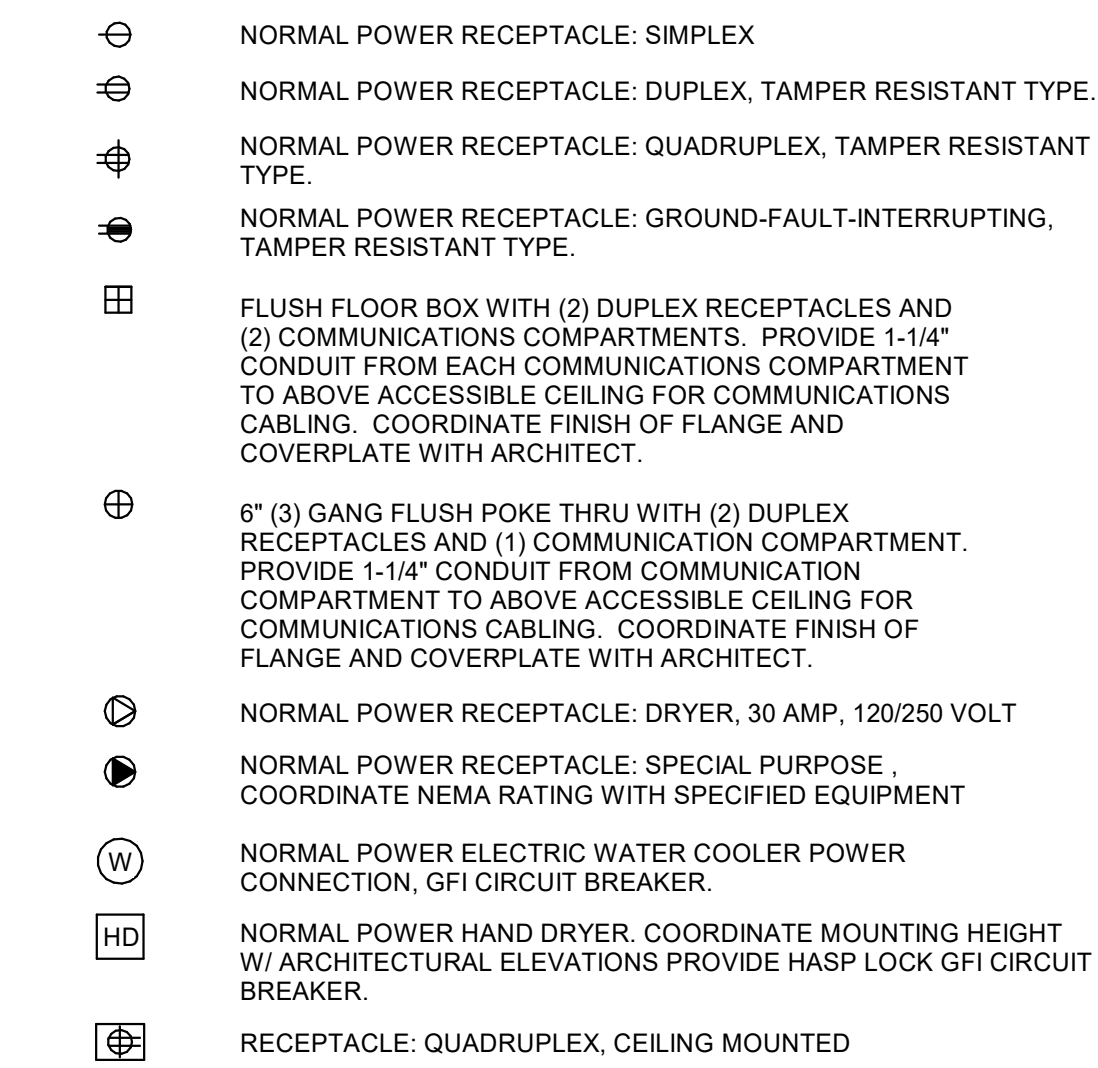 NORMAL POWER RECEPTACLE: SIMPLEX
NORMAL POWER RECEPTACLE: DUPLEX, TAMPER RESISTANT TYPE.
NORMAL POWER RECEPTACLE: QUADRUPLEX, TAMPER RESISTANT
TYPE.
NORMAL POWER RECEPTACLE: GROUND-FAULT-INTERRUPTING,
TAMPER RESISTANT TYPE.
FLUSH FLOOR BOX WITH (2) DUPLEX RECEPTACLES AND
(2) COMMUNICATIONS COMPARTMENTS. PROVIDE 1-1/4"
CONDUIT FROM EACH COMMUNICATIONS COMPARTMENT
TO ABOVE ACCESSIBLE CEILING FOR COMMUNICATIONS
CABLING. COORDINATE FINISH OF FLANGE AND
COVERPLATE WITH ARCHITECT.
6" (3) GANG FLUSH POKE THRU WITH (2) DUPLEX
RECEPTACLES AND (1) COMMUNICATION COMPARTMENT.
PROVIDE 1-1/4" CONDUIT FROM COMMUNICATION
COMPARTMENT TO ABOVE ACCESSIBLE CEILING FOR
COMMUNICATIONS CABLING. COORDINATE FINISH OF
FLANGE AND COVERPLATE WITH ARCHITECT.
NORMAL POWER RECEPTACLE: DRYER, 30 AMP, 120/250 VOLT
NORMAL POWER RECEPTACLE: SPECIAL PURPOSE ,
COORDINATE NEMA RATING WITH SPECIFIED EQUIPMENT
W NORMAL POWER ELECTRIC WATER COOLER POWER
CONNECTION, GFI CIRCUIT BREAKER.
HD NORMAL POWER HAND DRYER. COORDINATE MOUNTING HEIGHT
W/ ARCHITECTURAL ELEVATIONS PROVIDE HASP LOCK GFI CIRCUIT
BREAKER.
RECEPTACLE: QUADRUPLEX, CEILING MOUNTED